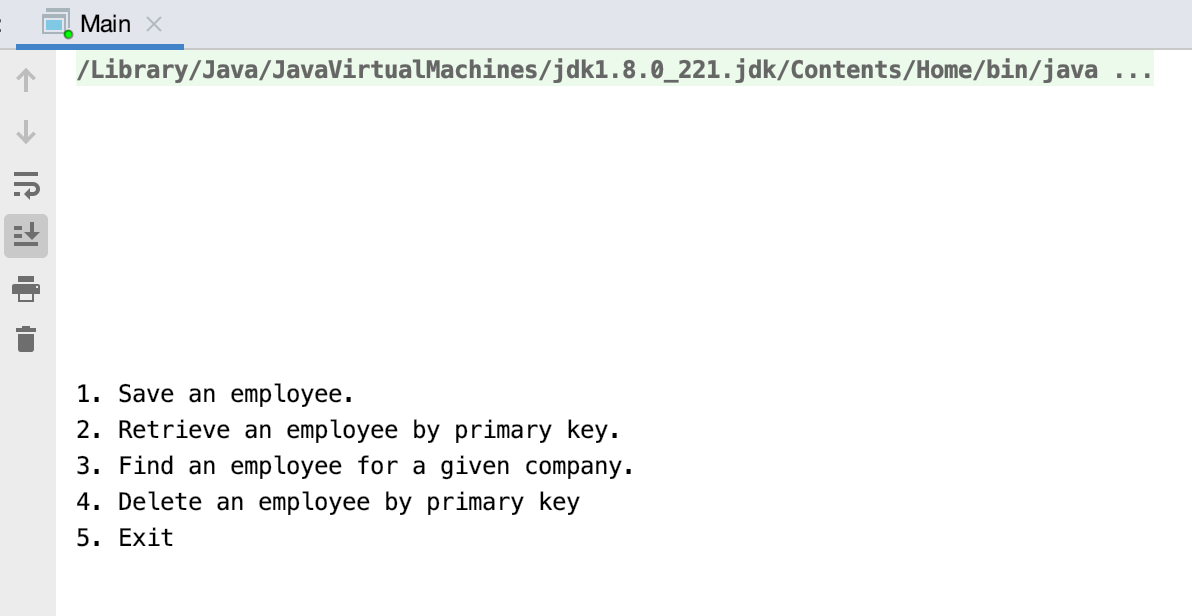 Main
/Library/Java/JavaVirtualMachines/jdk1.8.0_221.jdk/Contents/Home/bin/java ...
1. Save an employee.
2. Retrieve an employee by primary key.
3. Find an employee for a given company.
4. Delete an employee by primary key
5. Exit